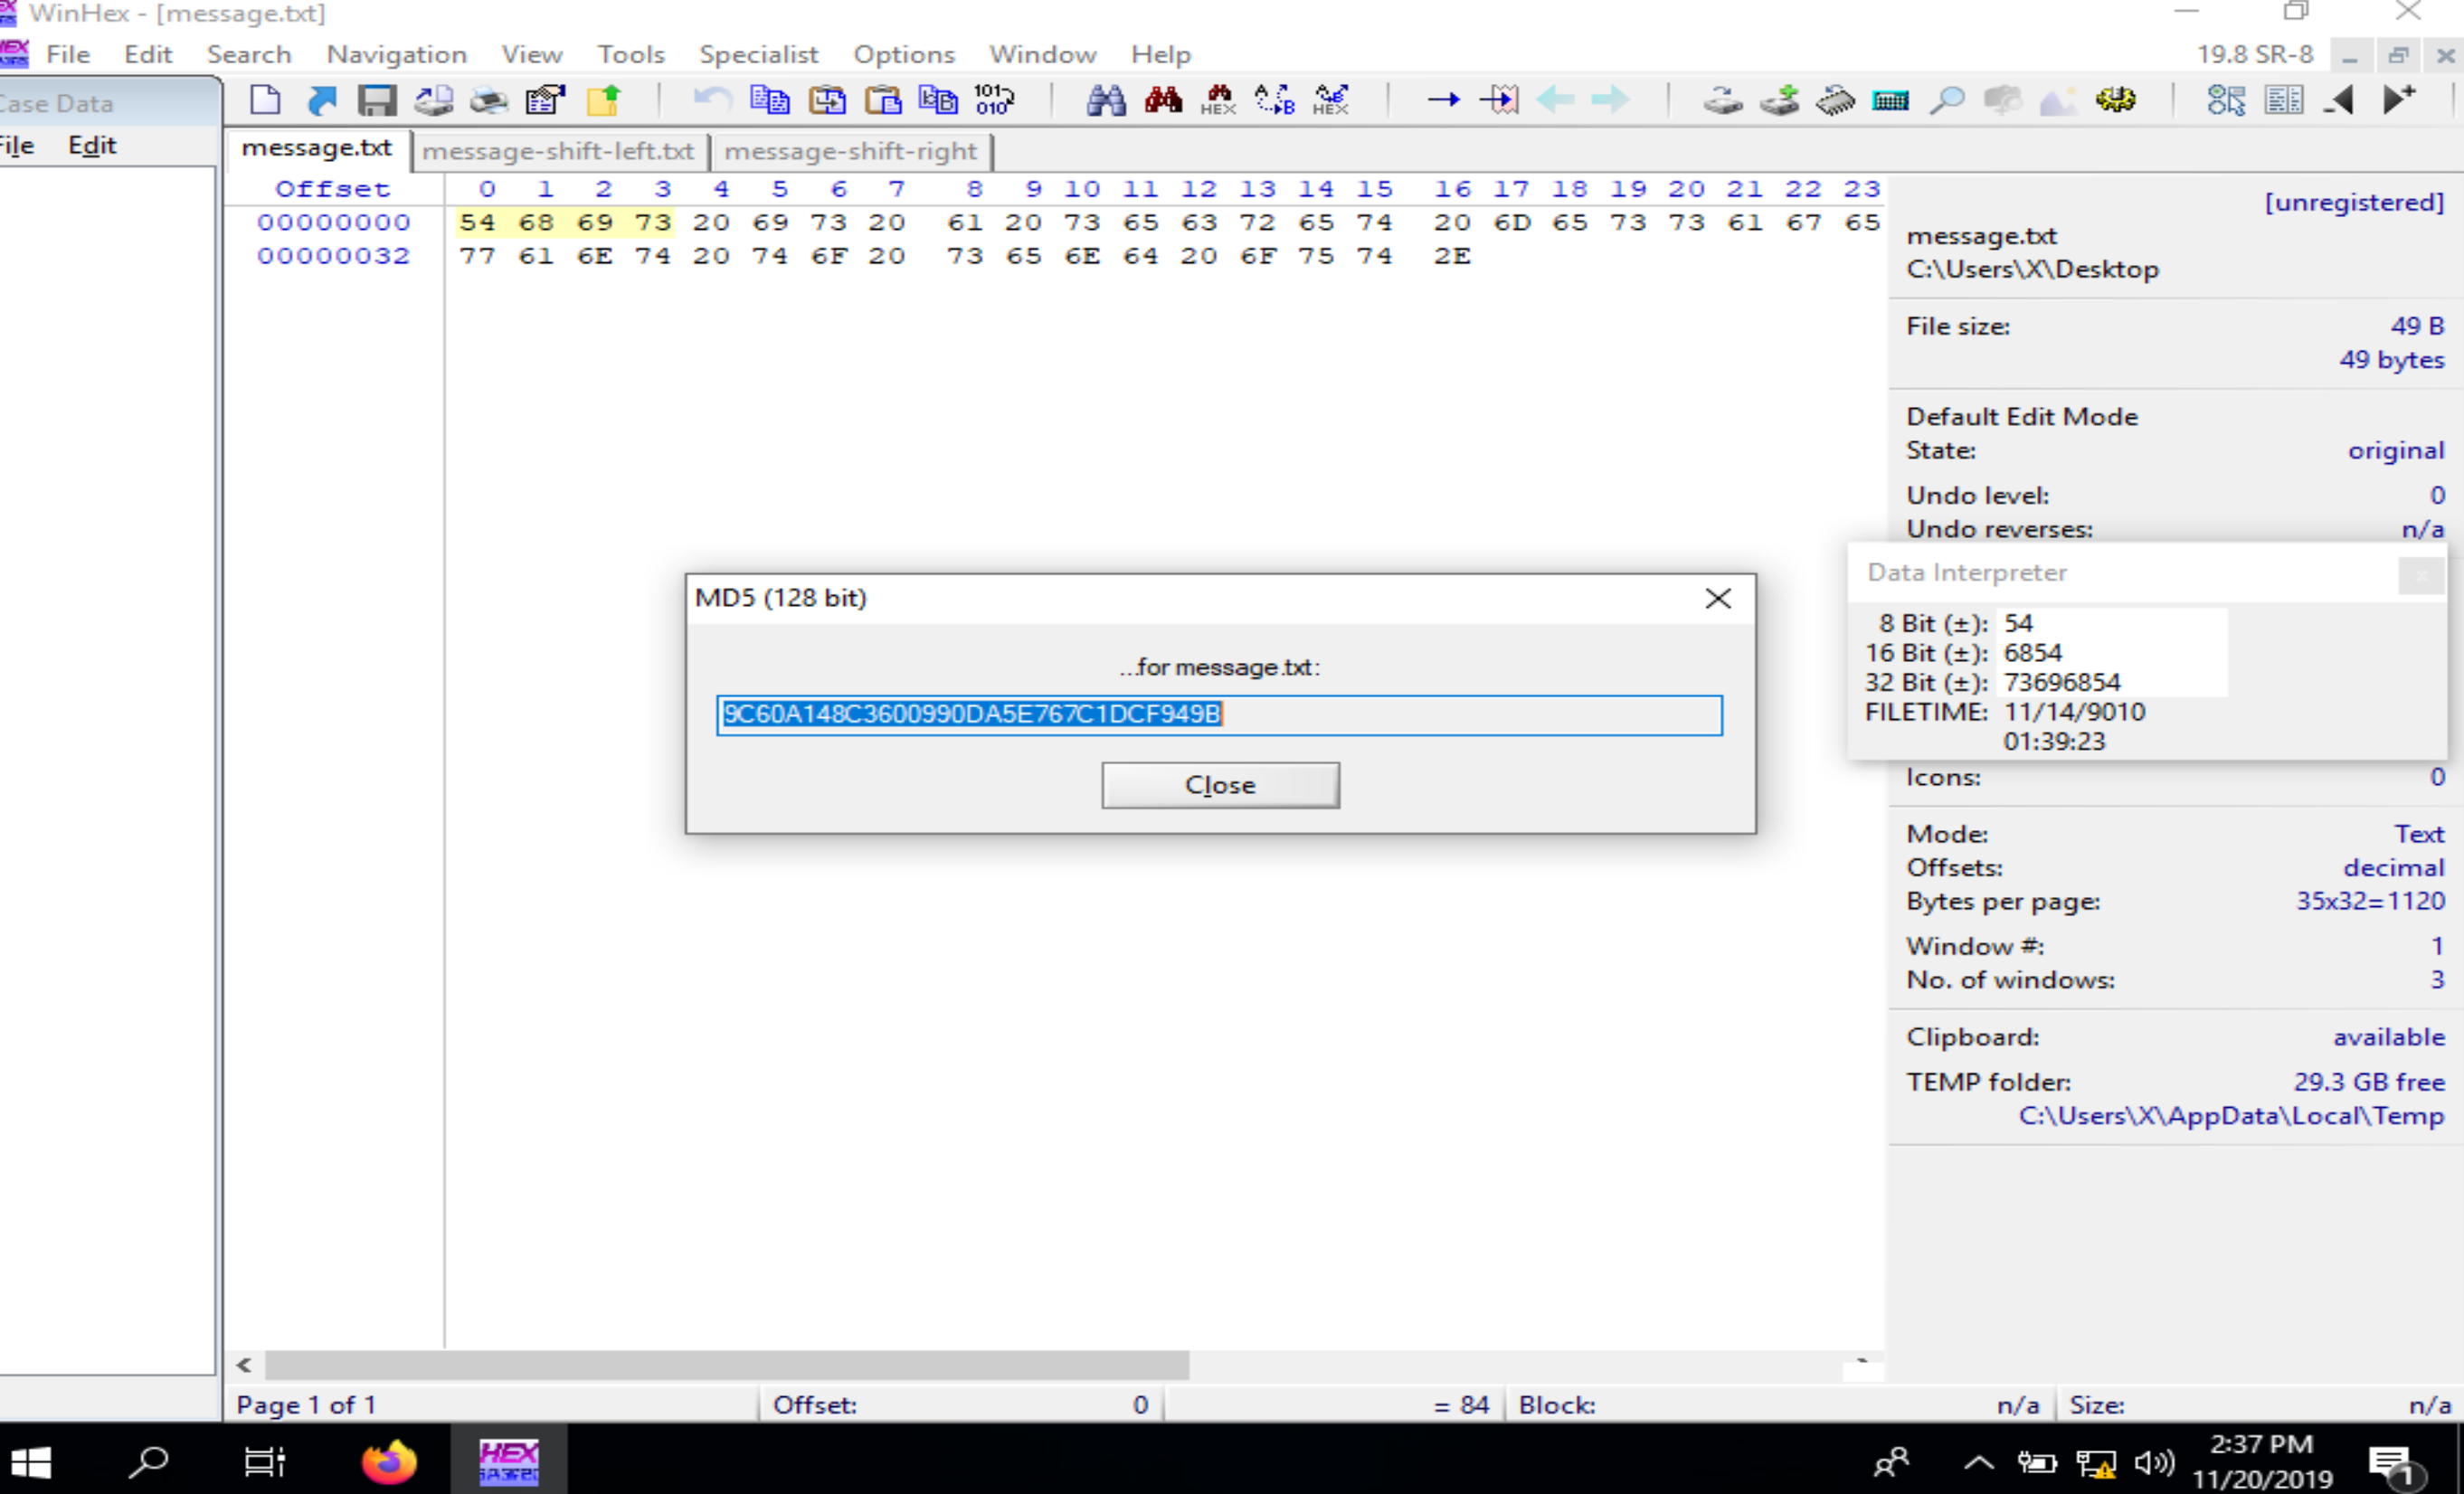 WinHex - [message.txt]
File Edit Search Navigation View Tools Specialist Options Window Help 19.8 SR-8
Case Data
File Edit
message.txt message-shift-left.txt message-shift-right
Offset 0 1 2 3 4 5 6 7 8 9 10 11 12 13 14 15 16 17 18 19 20 21 22 23
00000000 54 68 69 73 20 69 73 20 61 20 73 65 63 72 65 74 20 6D 65 73 73 61 67 65
00000032 77 61 6E 74 20 74 6F 20 73 65 6E 64 20 6F 75 74 2E
[unregistered]
message.txt
C:\Users\X\Desktop
File size: 49 B
49 bytes
Default Edit Mode
State: original
Undo level: 0
Undo reverses: n/a
MD5 (128 bit)
...for message.txt:
9C60A148C3600990DA5E767C1DCF949B
Close
Data Interpreter
8 Bit (±): 54
16 Bit (±): 6854
32 Bit (±): 73696854
FILETIME: 11/14/9010
01:39:23
Icons: 0
Mode: Text
Offsets: decimal
Bytes per page: 35x32=1120
Window #: 1
No. of windows: 3
Clipboard: available
TEMP folder: 29.3 GB free
C:\Users\X\AppData\Local\Temp
Page 1 of 1 Offset: 0 = 84 Block: n/a Size: n/a
HEX
2:37 PM
11/20/2019
1